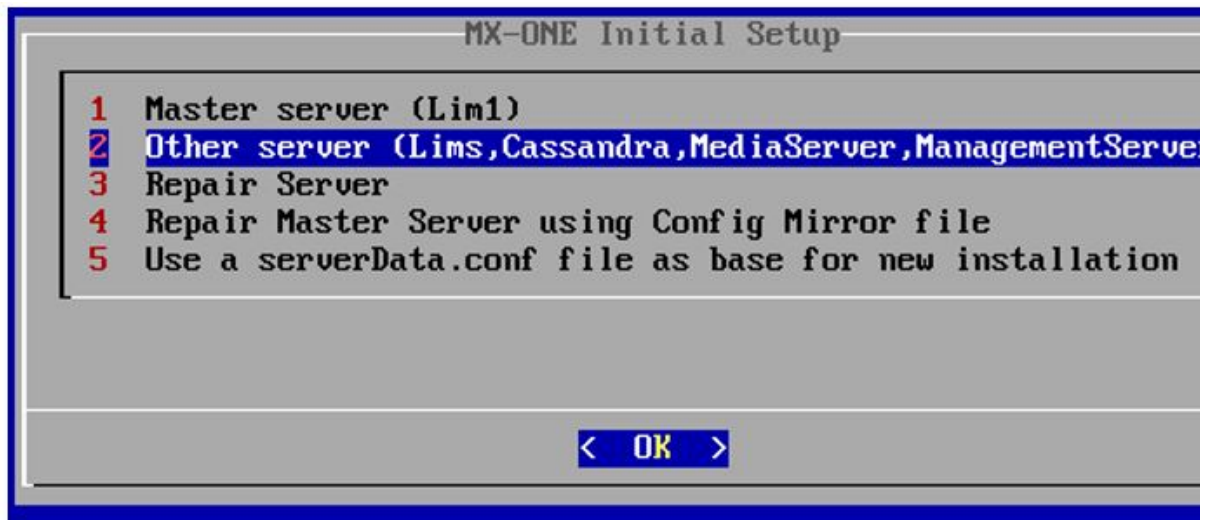 MX-ONE Initial Setup
1 Master server (Lim1)
2 Other server (Lims,Cassandra,MediaServer,ManagementServe
3 Repair Server
4 Repair Master Server using Config Mirror file
5 Use a serverData.conf file as base for new installation
< OK >